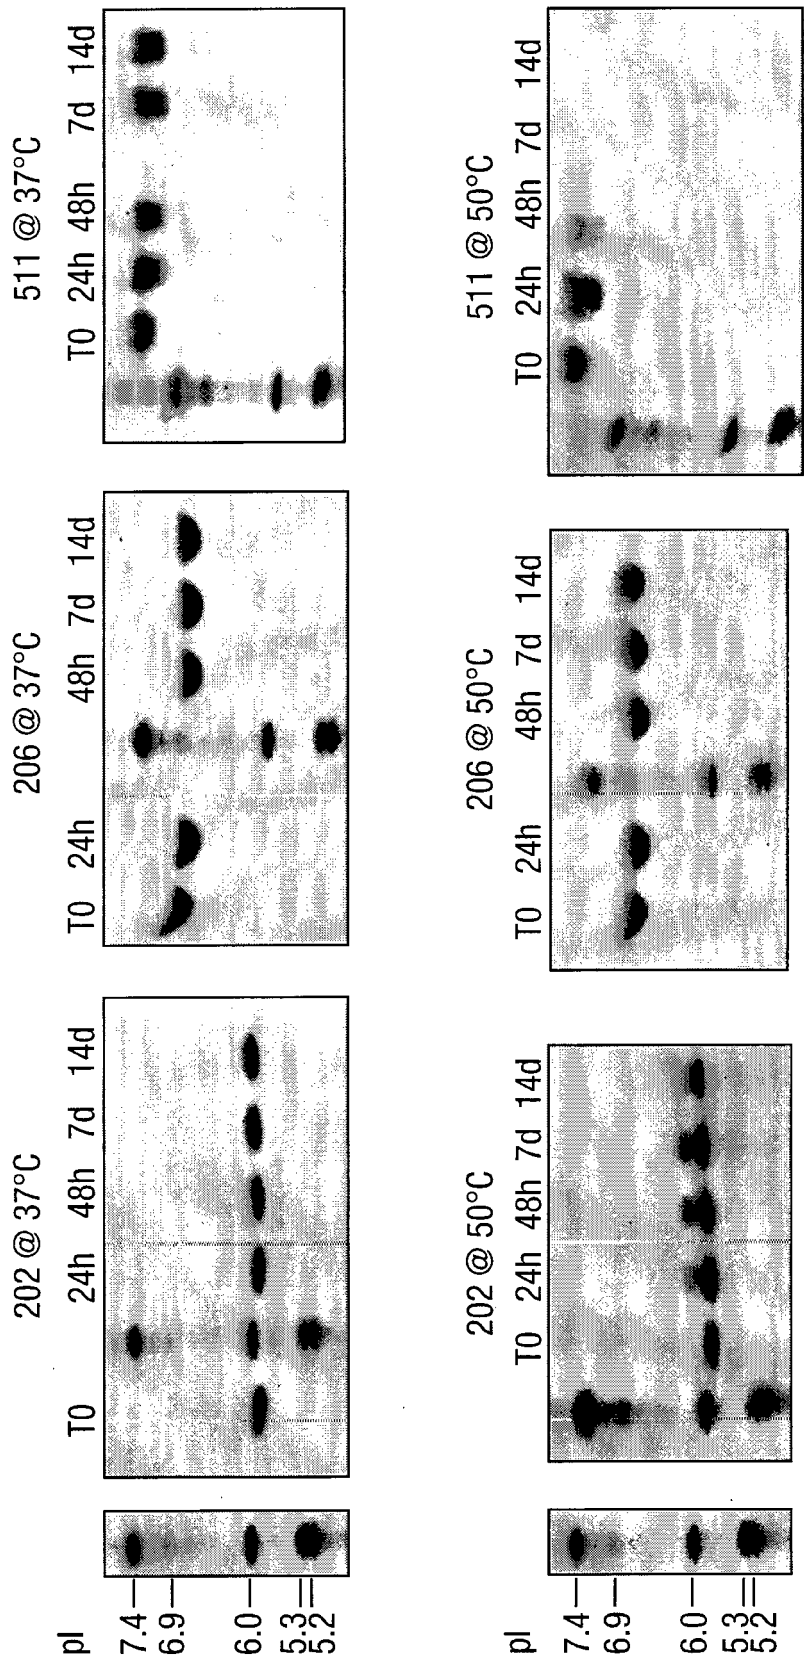 511 @ 37°C
T0 24h 48h 7d 14d
206 @ 37°C
T0 24h 48h 7d 14d
202 @ 37°C
T0 24h 48h 7d 14d
pI
7.4
6.9
6.0
5.3
5.2
511 @ 50°C
T0 24h 48h 7d 14d
206 @ 50°C
T0 24h 48h 7d 14d
202 @ 50°C
T0 24h 48h 7d 14d
pI
7.4
6.9
6.0
5.3
5.2